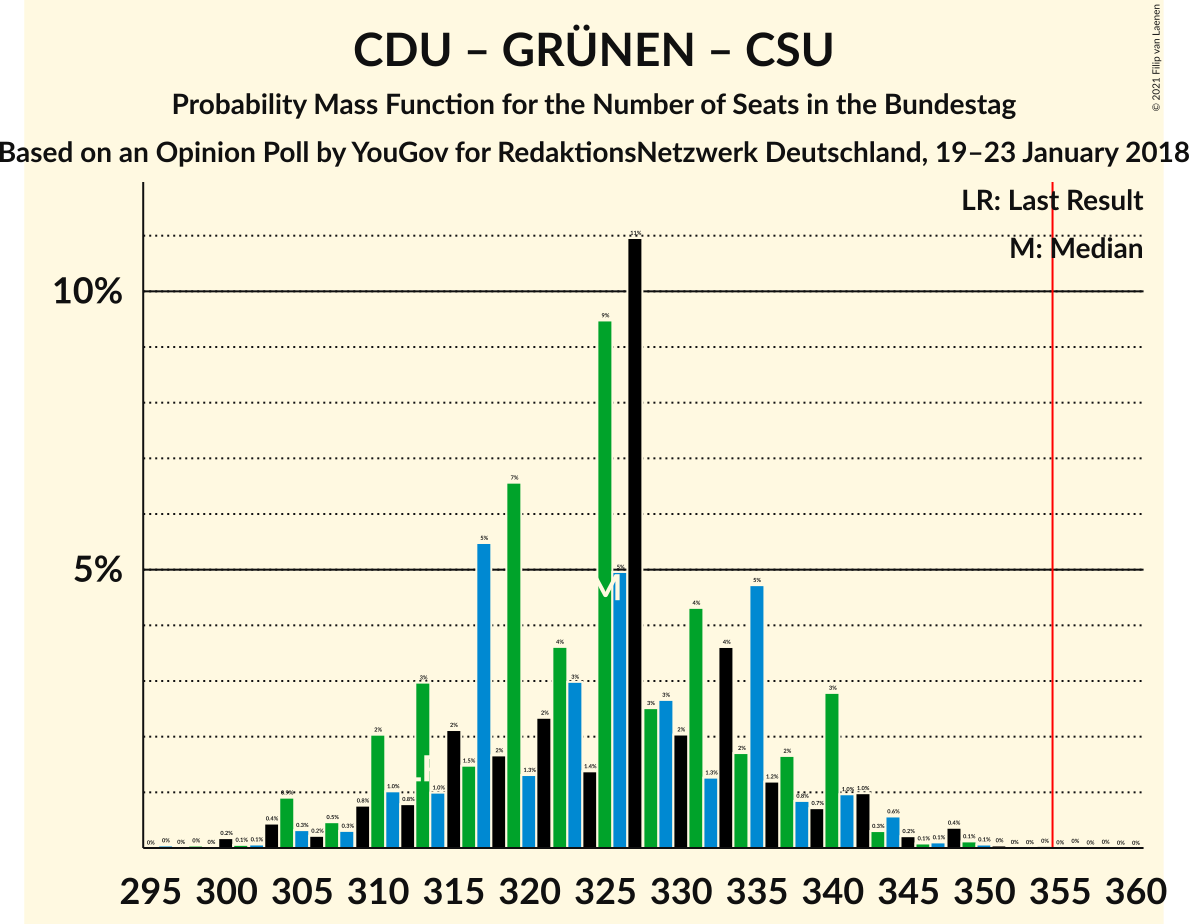 CDU – GRÜNEN – CSU
Probability Mass Function for the Number of Seats in the Bundestag
Based on an Opinion Poll by YouGov for RedaktionsNetzwerk Deutschland, 19–23 January 2018
© 2021 Filip van Laenen
LR: Last Result
M: Median
10%
5%
0% 0% 0% 0% 0% 0.2% 0.1% 0.1% 0.4% 0.9% 0.3% 0.2% 0.5% 0.3% 0.8% 2% 1.0% 0.8% 3% 1.0% 2% 1.5% 5% 2% 7% 1.3% 2% 4% 3% 1.4% 9% 5% 11% 3% 3% 2% 4% 1.3% 4% 2% 5% 1.2% 2% 0.8% 0.7% 3% 1.0% 1.0% 0.3% 0.6% 0.2% 0.1% 0.1% 0.4% 0.1% 0.1% 0% 0% 0% 0% 0% 0% 0% 0% 0% 0%
M
295 300 305 310 315 320 325 330 335 340 345 350 355 360